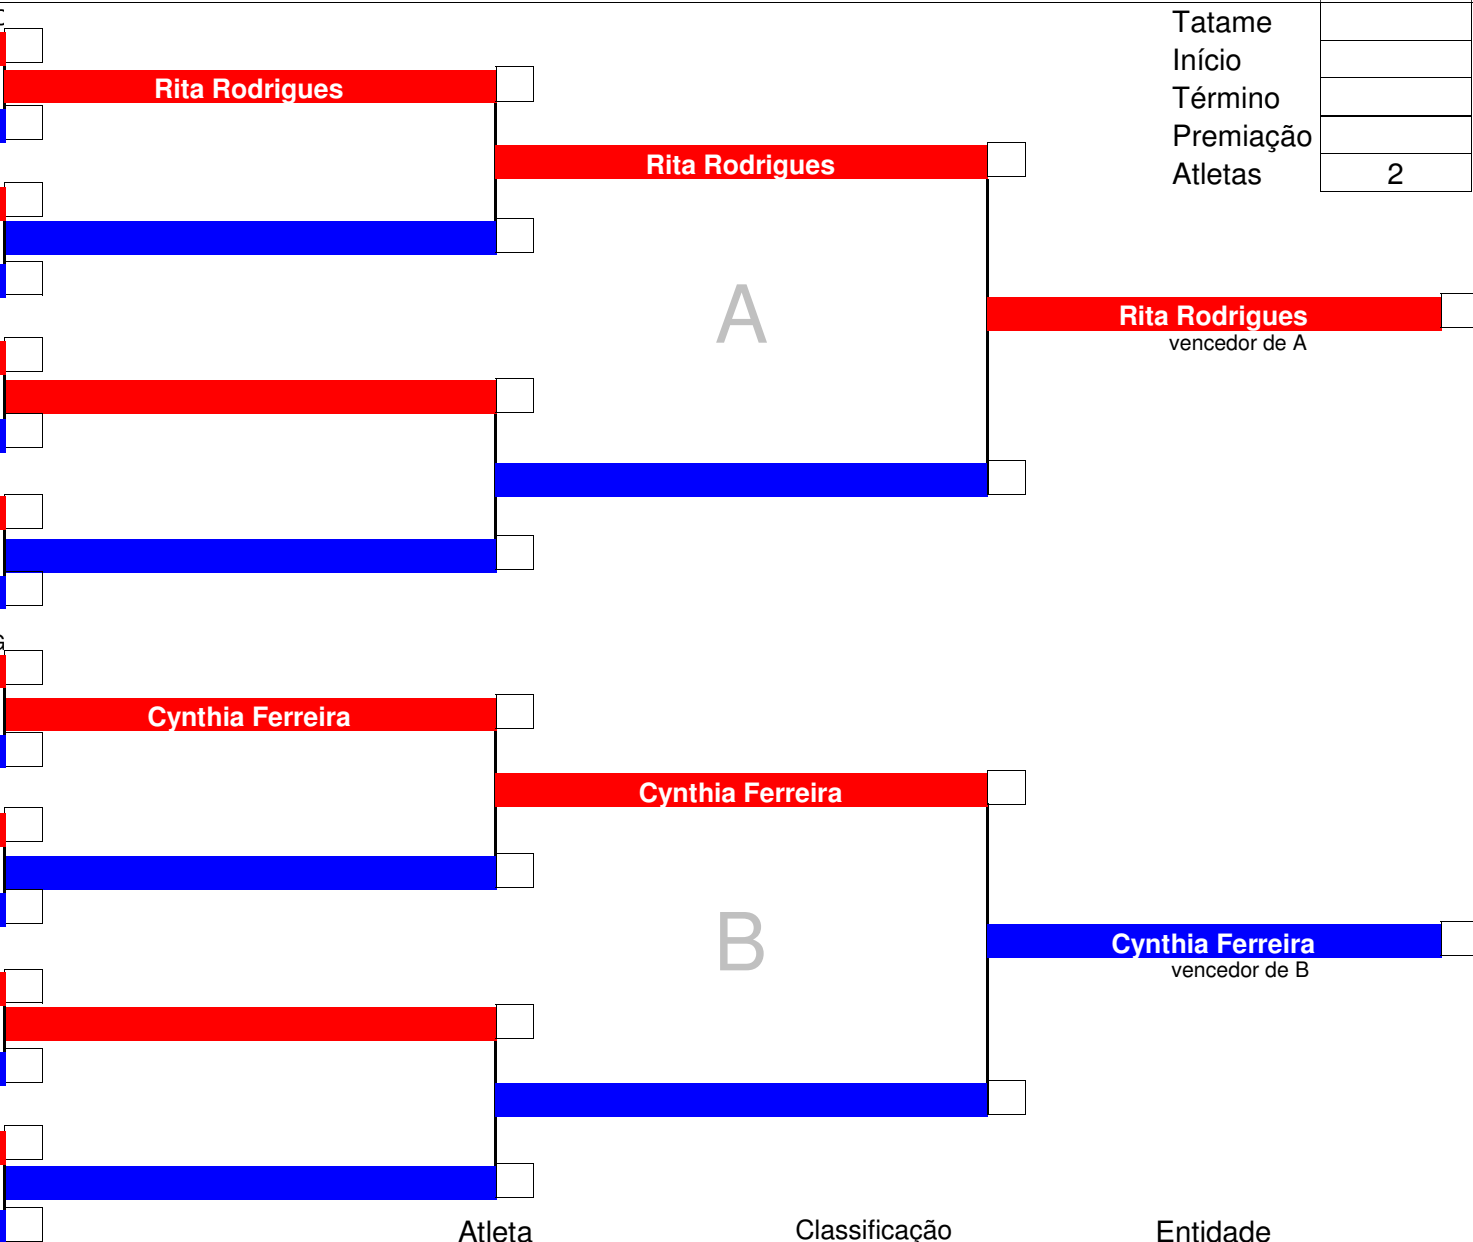 Tatame
Início
Rita Rodrigues
Término
Premiação
Rita Rodrigues
Atletas 2
A
Rita Rodrigues
vencedor de A
Cynthia Ferreira
Cynthia Ferreira
B
Cynthia Ferreira
vencedor de B
Atleta Classificação Entidade